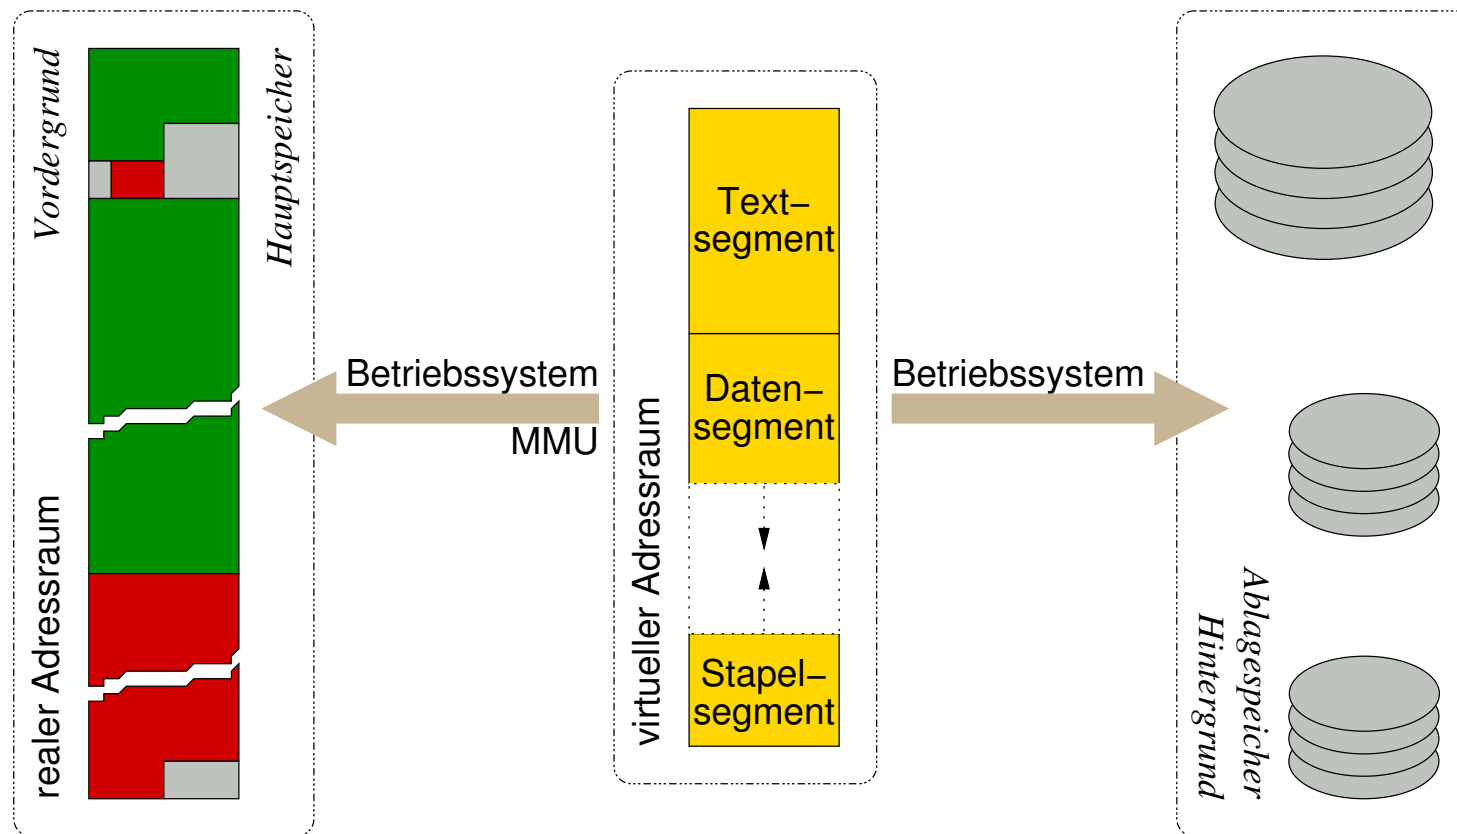 Vordergrund
Hauptspeicher
realer Adressraum
Betriebssystem
MMU
virtueller Adressraum
Text–
segment
Daten–
segment
Stapel–
segment
Betriebssystem
Ablagespeicher
Hintergrund